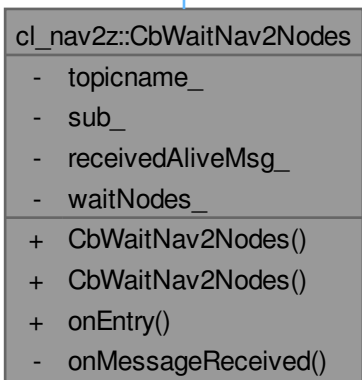 cl_nav2z::CbWaitNav2Nodes
- topicname_
- sub_
- receivedAliveMsg_
- waitNodes_
+ CbWaitNav2Nodes()
+ CbWaitNav2Nodes()
+ onEntry()
- onMessageReceived()